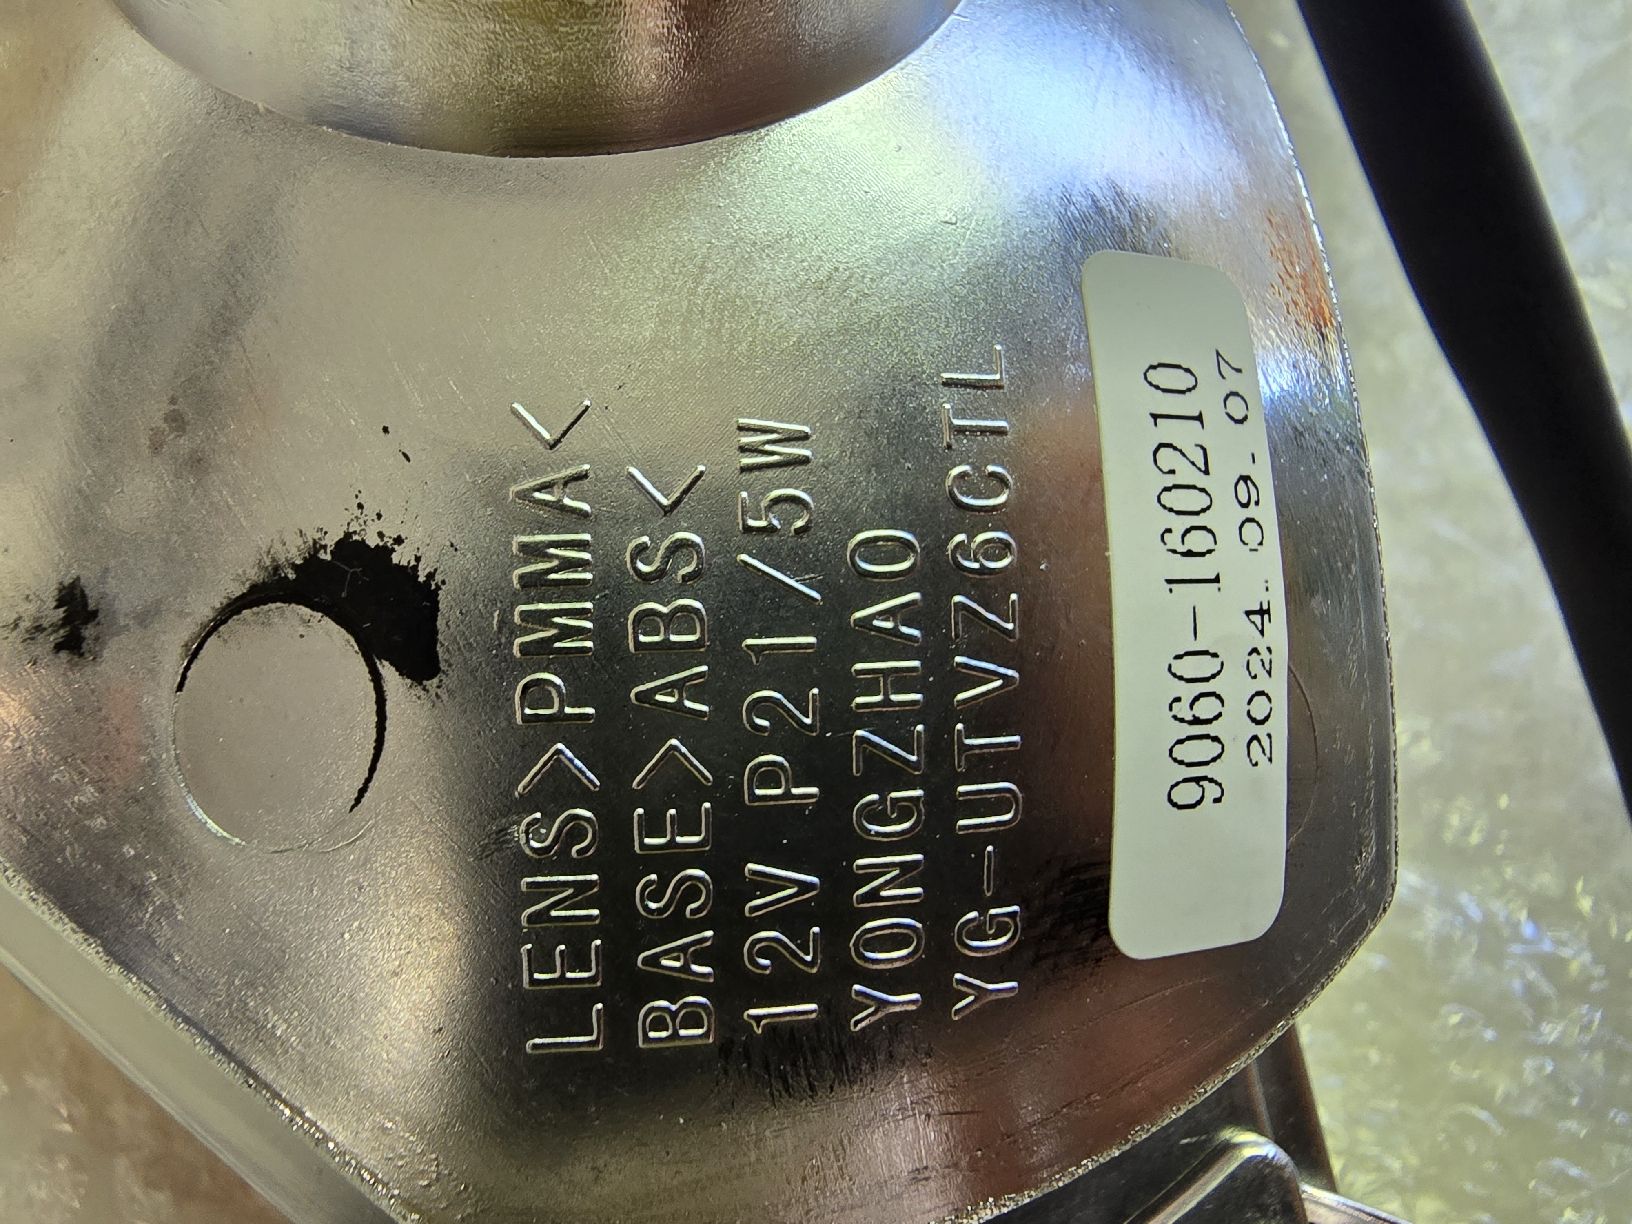 LENS>PMMA<
BASE>ABS<
12V P21/5W
YONGZHAO
YG-UTVZ6CTL
9060-160210
2024.09.07